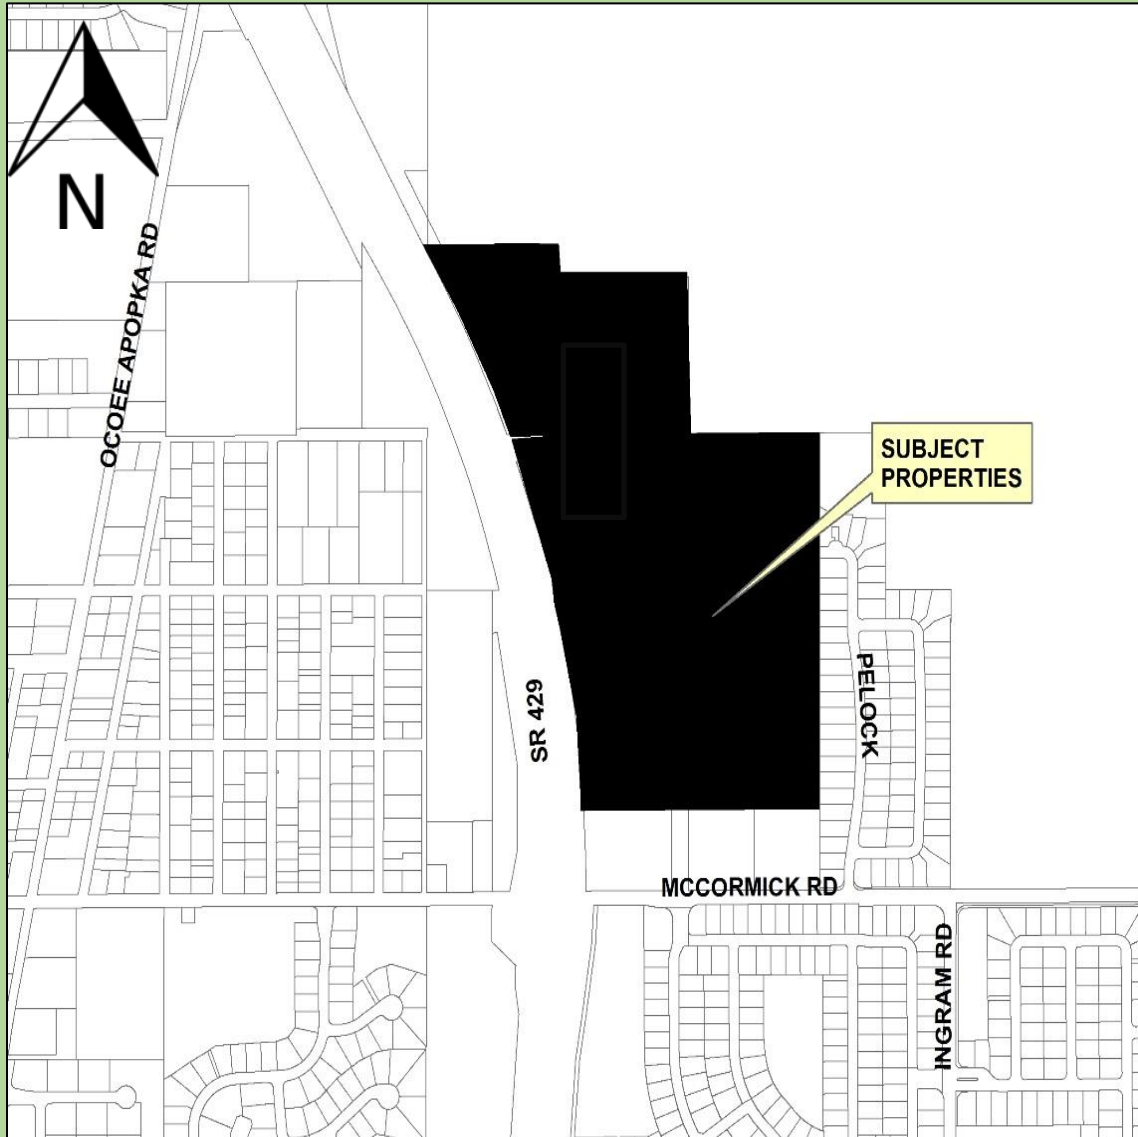 N
OCOEE APOPKA RD
SUBJECT
PROPERTIES
PELOCK
SR 429
MCCORMICK RD
INGRAM RD